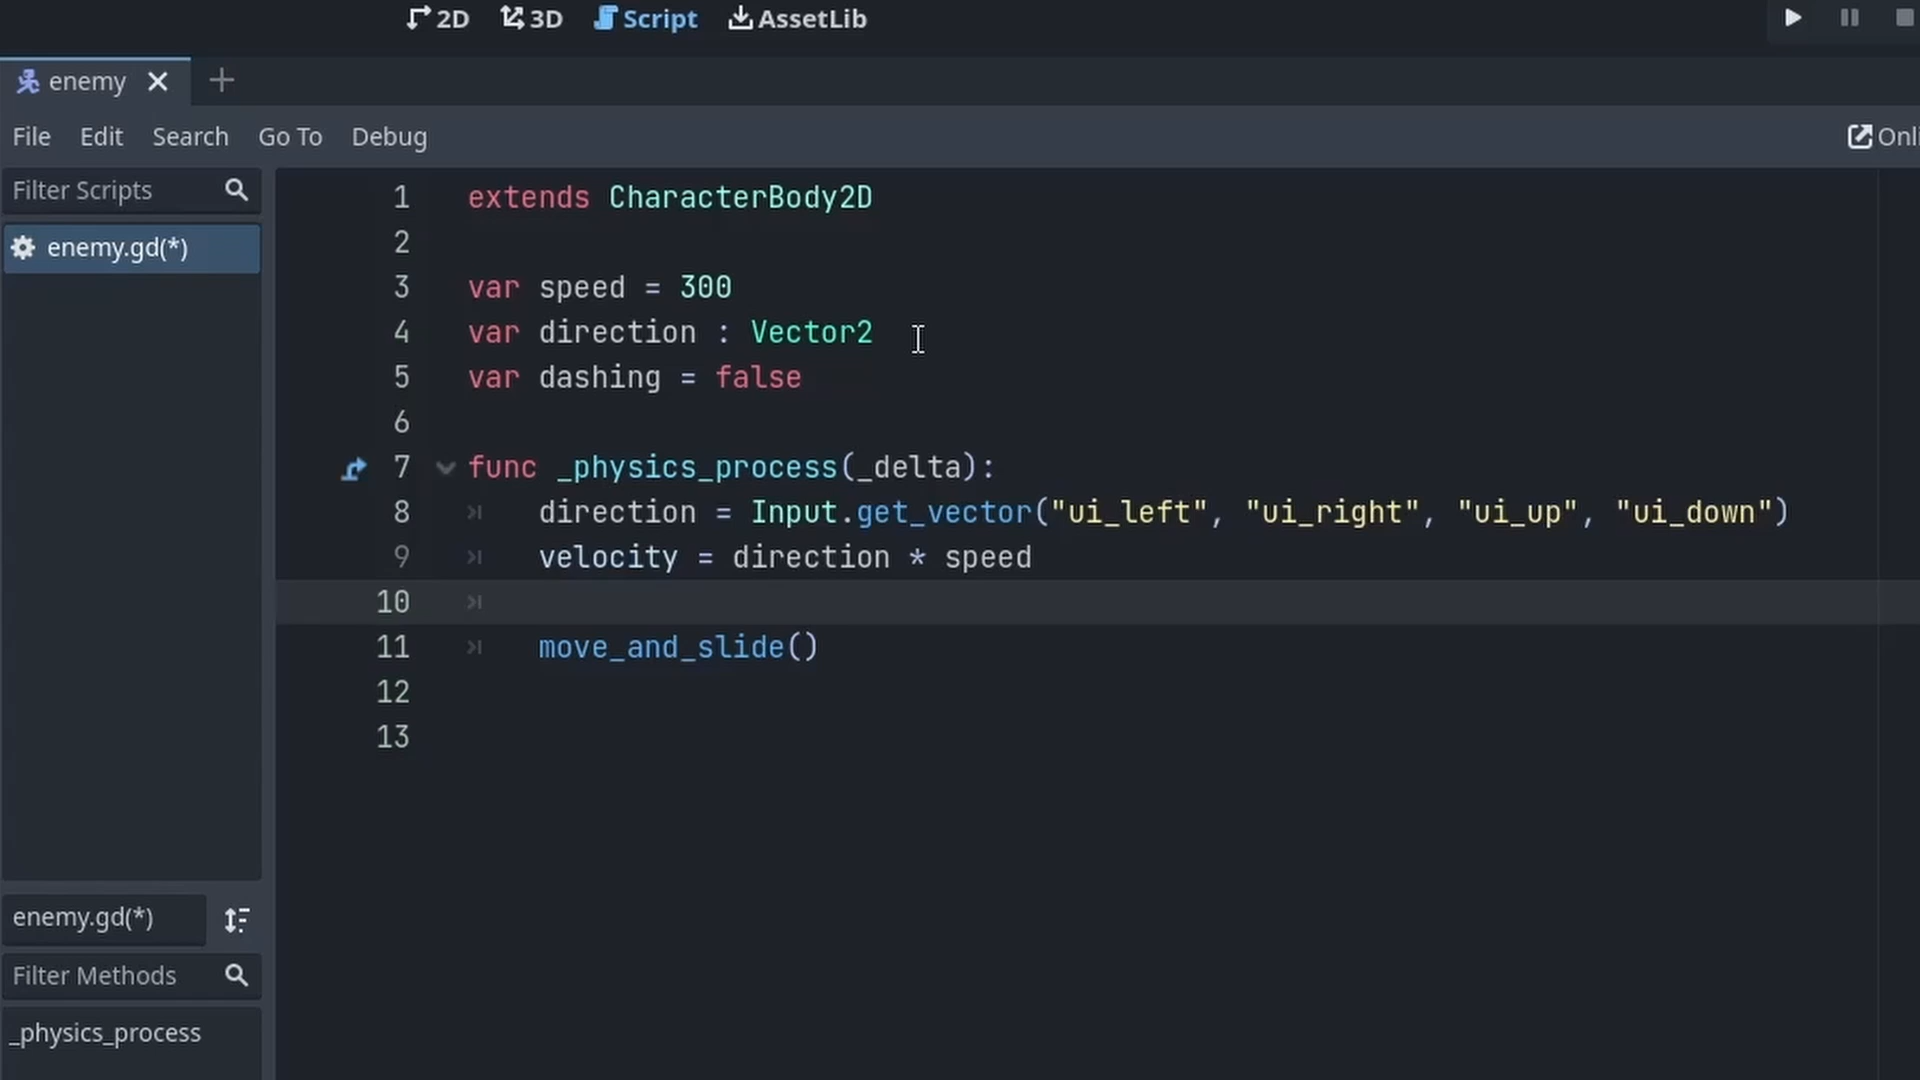 2D 3D Script AssetLib
enemy
File Edit Search Go To Debug Onli
Filter Scripts
enemy.gd(*)
1 extends CharacterBody2D
2
3 var speed = 300
4 var direction : Vector2
5 var dashing = false
6
7 func _physics_process(_delta):
8 direction = Input.get_vector("ui_left", "ui_right", "ui_up", "ui_down")
9 velocity = direction * speed
10
11 move_and_slide()
12
13
enemy.gd(*)
Filter Methods
_physics_process